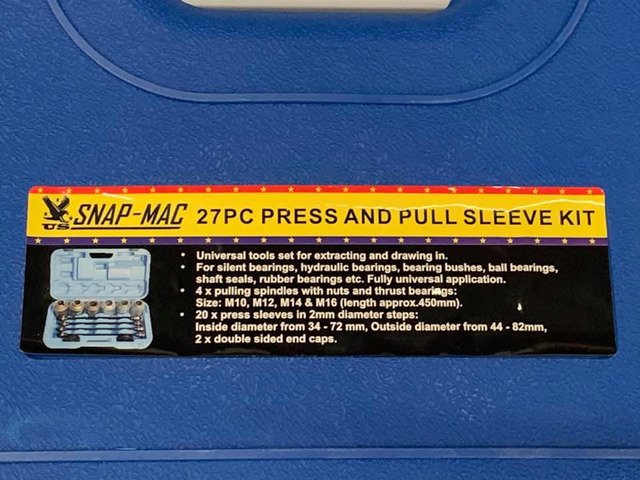 US SNAP-MAC 27PC PRESS AND PULL SLEEVE KIT
• Universal tools set for extracting and drawing in.
• For silent bearings, hydraulic bearings, bearing bushes, ball bearings,
shaft seals, rubber bearings etc. Fully universal application.
• 4 x pulling spindles with nuts and thrust bearings:
Size: M10, M12, M14 & M16 (length approx.450mm).
• 20 x press sleeves in 2mm diameter steps:
Inside diameter from 34 - 72 mm, Outside diameter from 44 - 82mm,
2 x double sided end caps.